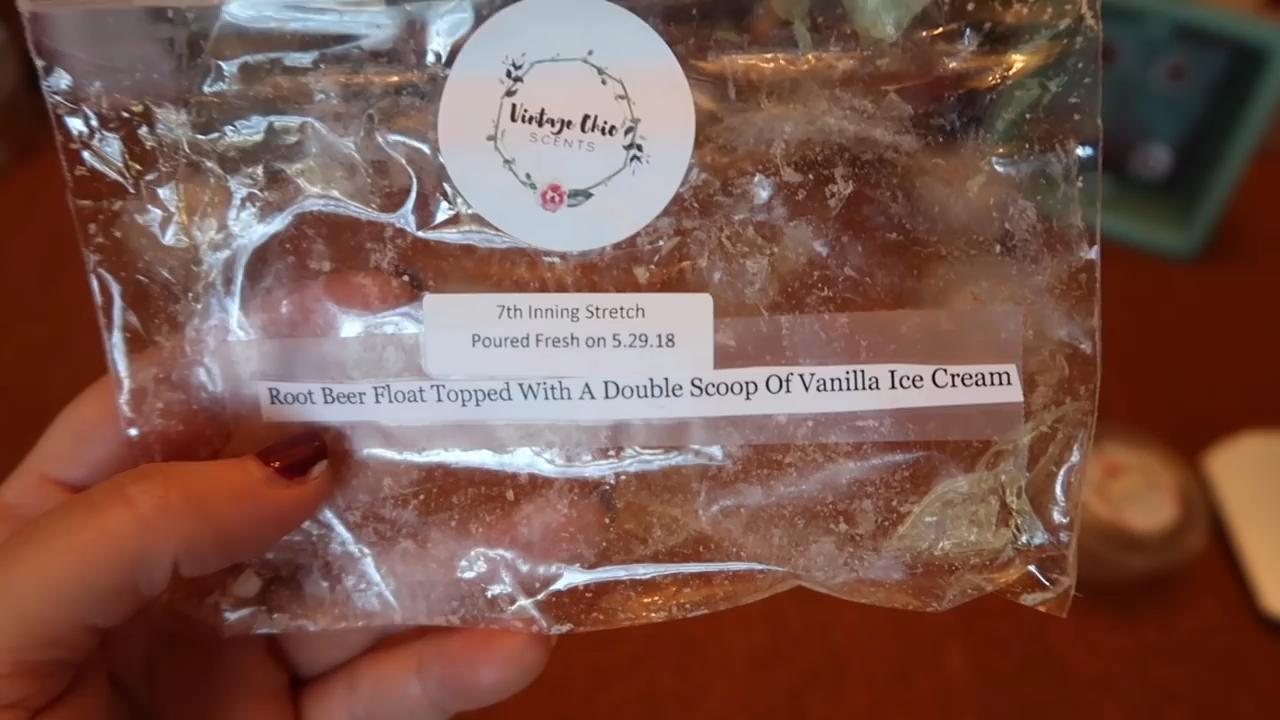 Vintage Chic
SCENTS
7th Inning Stretch
Poured Fresh on 5.29.18
Root Beer Float Topped With A Double Scoop Of Vanilla Ice Cream